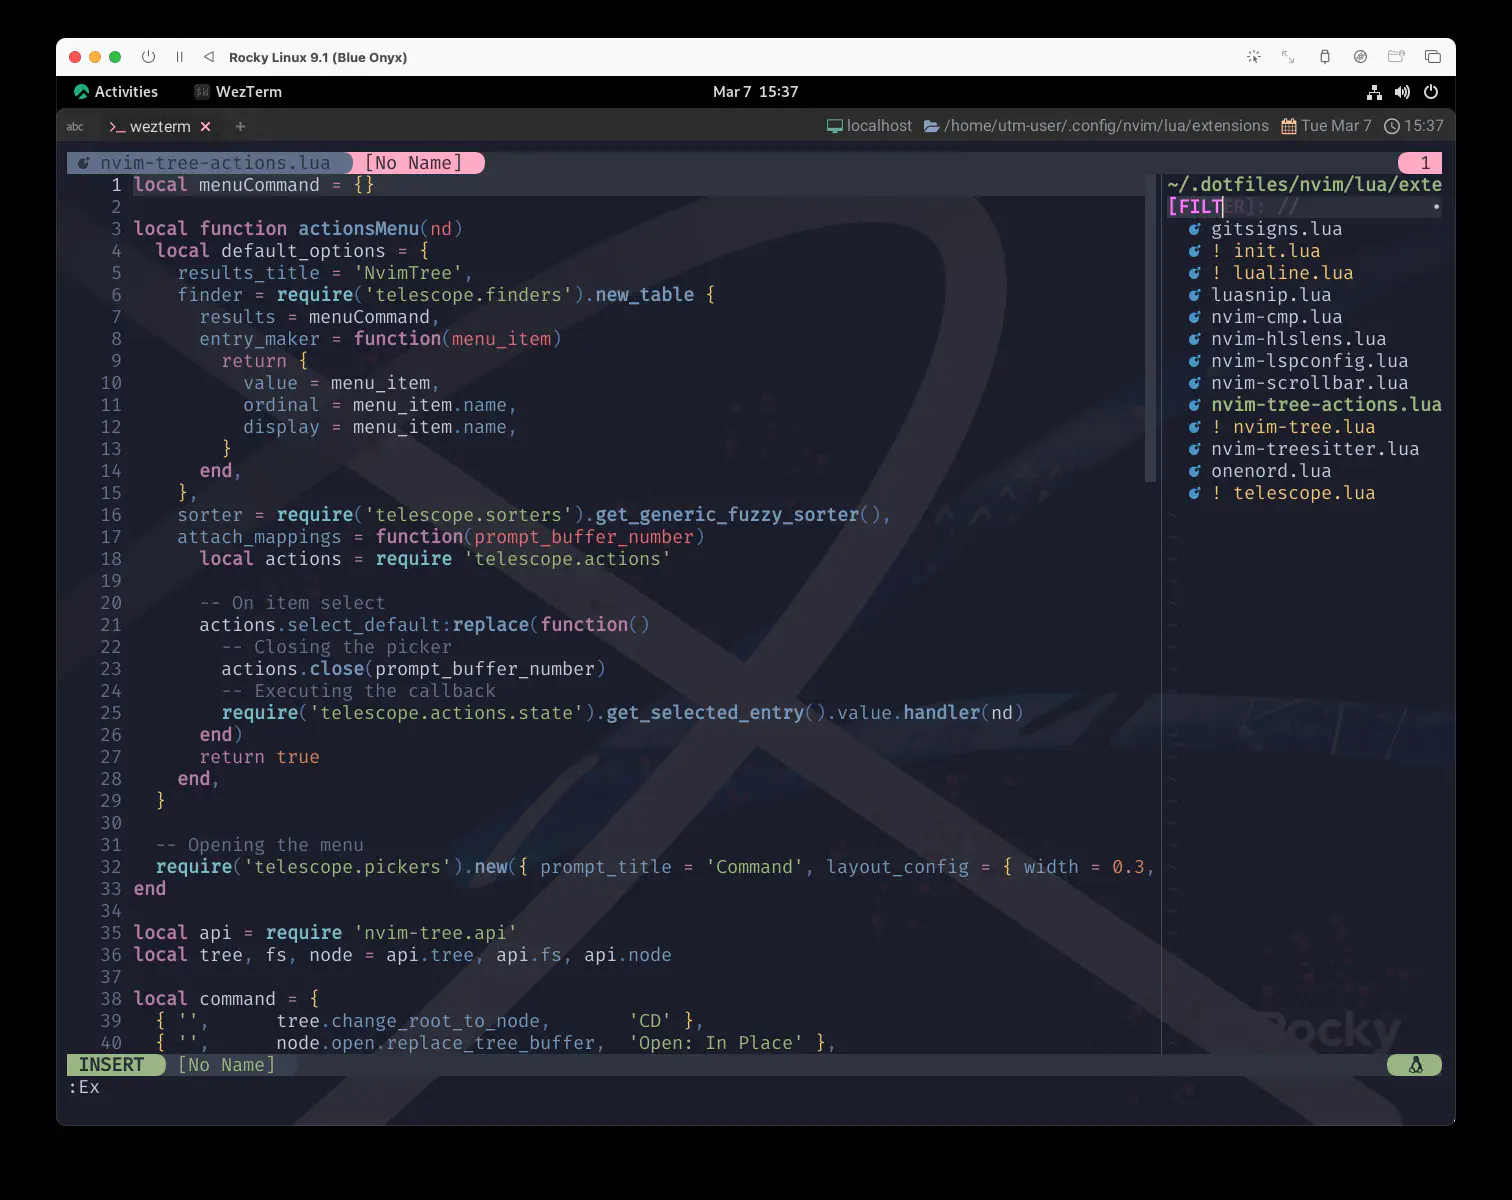 Rocky Linux 9.1 (Blue Onyx)
Activities
WezTerm
Mar 7 15:37
abc
>_ wezterm × +
localhost /home/utm-user/.config/nvim/lua/extensions Tue Mar 7 15:37
nvim-tree-actions.lua [No Name] 1
1 local menuCommand = {}
2
3 local function actionsMenu(nd)
4 local default_options = {
5 results_title = 'NvimTree',
6 finder = require('telescope.finders').new_table {
7 results = menuCommand,
8 entry_maker = function(menu_item)
9 return {
10 value = menu_item,
11 ordinal = menu_item.name,
12 display = menu_item.name,
13 }
14 end,
15 },
16 sorter = require('telescope.sorters').get_generic_fuzzy_sorter(),
17 attach_mappings = function(prompt_buffer_number)
18 local actions = require 'telescope.actions'
19
20 -- On item select
21 actions.select_default:replace(function()
22 -- Closing the picker
23 actions.close(prompt_buffer_number)
24 -- Executing the callback
25 require('telescope.actions.state').get_selected_entry().value.handler(nd)
26 end)
27 return true
28 end,
29 }
30
31 -- Opening the menu
32 require('telescope.pickers').new({ prompt_title = 'Command', layout_config = { width = 0.3,
33 end
34
35 local api = require 'nvim-tree.api'
36 local tree, fs, node = api.tree, api.fs, api.node
37
38 local command = {
39 { '', tree.change_root_to_node, 'CD' },
40 { '', node.open.replace_tree_buffer, 'Open: In Place' },
~/.dotfiles/nvim/lua/exte
[FILTER]: //
gitsigns.lua
! init.lua
! lualine.lua
luasnip.lua
nvim-cmp.lua
nvim-hlslens.lua
nvim-lspconfig.lua
nvim-scrollbar.lua
nvim-tree-actions.lua
! nvim-tree.lua
nvim-treesitter.lua
onenord.lua
! telescope.lua
Rocky
INSERT [No Name]
:Ex